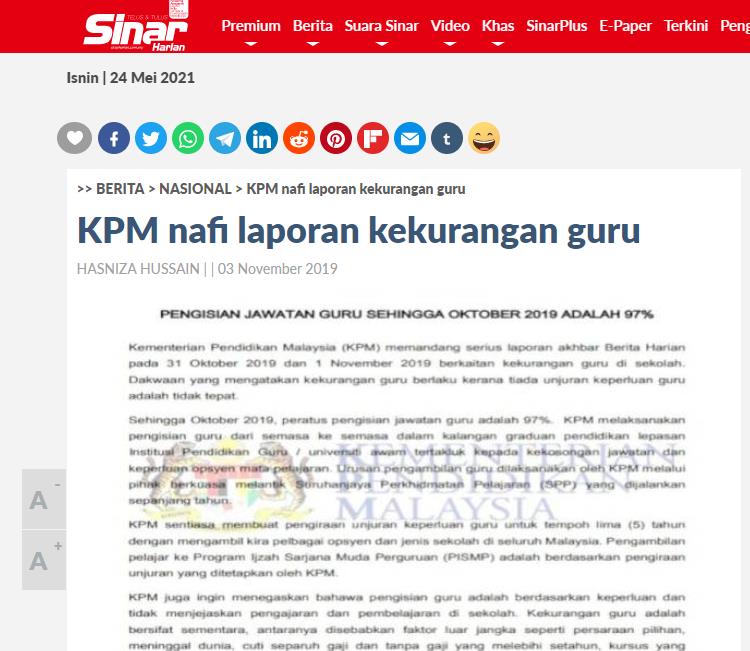 TELUS & TULUS
Sinar
Harian
Premium Berita Suara Sinar Video Khas SinarPlus E-Paper Terkini Peng
Isnin | 24 Mei 2021
>> BERITA > NASIONAL > KPM nafi laporan kekurangan guru
KPM nafi laporan kekurangan guru
HASNIZA HUSSAIN | | 03 November 2019
PENGISIAN JAWATAN GURU SEHINGGA OKTOBER 2019 ADALAH 97%
Kementerian Pendidikan Malaysia (KPM) memandang serius laporan akhbar Berita Harian
pada 31 Oktober 2019 dan 1 November 2019 berkaitan kekurangan guru di sekolah.
Dakwaan yang mengatakan kekurangan guru berlaku kerana tiada unjuran keperluan guru
adalah tidak tepat.
Sehingga Oktober 2019, peratus pengisian jawatan guru adalah 97%. KPM melaksanakan
pengisian guru dari semasa ke semasa dalam kalangan graduan pendidikan lepasan
Institusi Pendidikan Guru / universiti awam tertakluk kepada kekosongan jawatan dan
keperluan opsyen mata pelajaran. Urusan pengambilan guru dilaksanakan oleh KPM melalui
pihak berkuasa melantik Suruhanjaya Perkhidmatan Pelajaran (SPP) yang dijalankan
sepanjang tahun.
KEMENTERIAN
PENDIDIKAN
MALAYSIA
KPM sentiasa membuat pengiraan unjuran keperluan guru untuk tempoh lima (5) tahun
dengan mengambil kira pelbagai opsyen dan jenis sekolah di seluruh Malaysia. Pengambilan
pelajar ke Program Ijzah Sarjana Muda Perguruan (PISMP) adalah berdasarkan pengiraan
unjuran yang ditetapkan oleh KPM.
KPM juga ingin menegaskan bahawa pengisian guru adalah berdasarkan keperluan dan
tidak menjejaskan pengajaran dan pembelajaran di sekolah. Kekurangan guru adalah
bersifat sementara, antaranya disebabkan faktor luar jangka seperti persaraan pilihan,
meninggal dunia, cuti separuh gaji dan tanpa gaji yang melebihi setahun, kursus yang
A -
A +